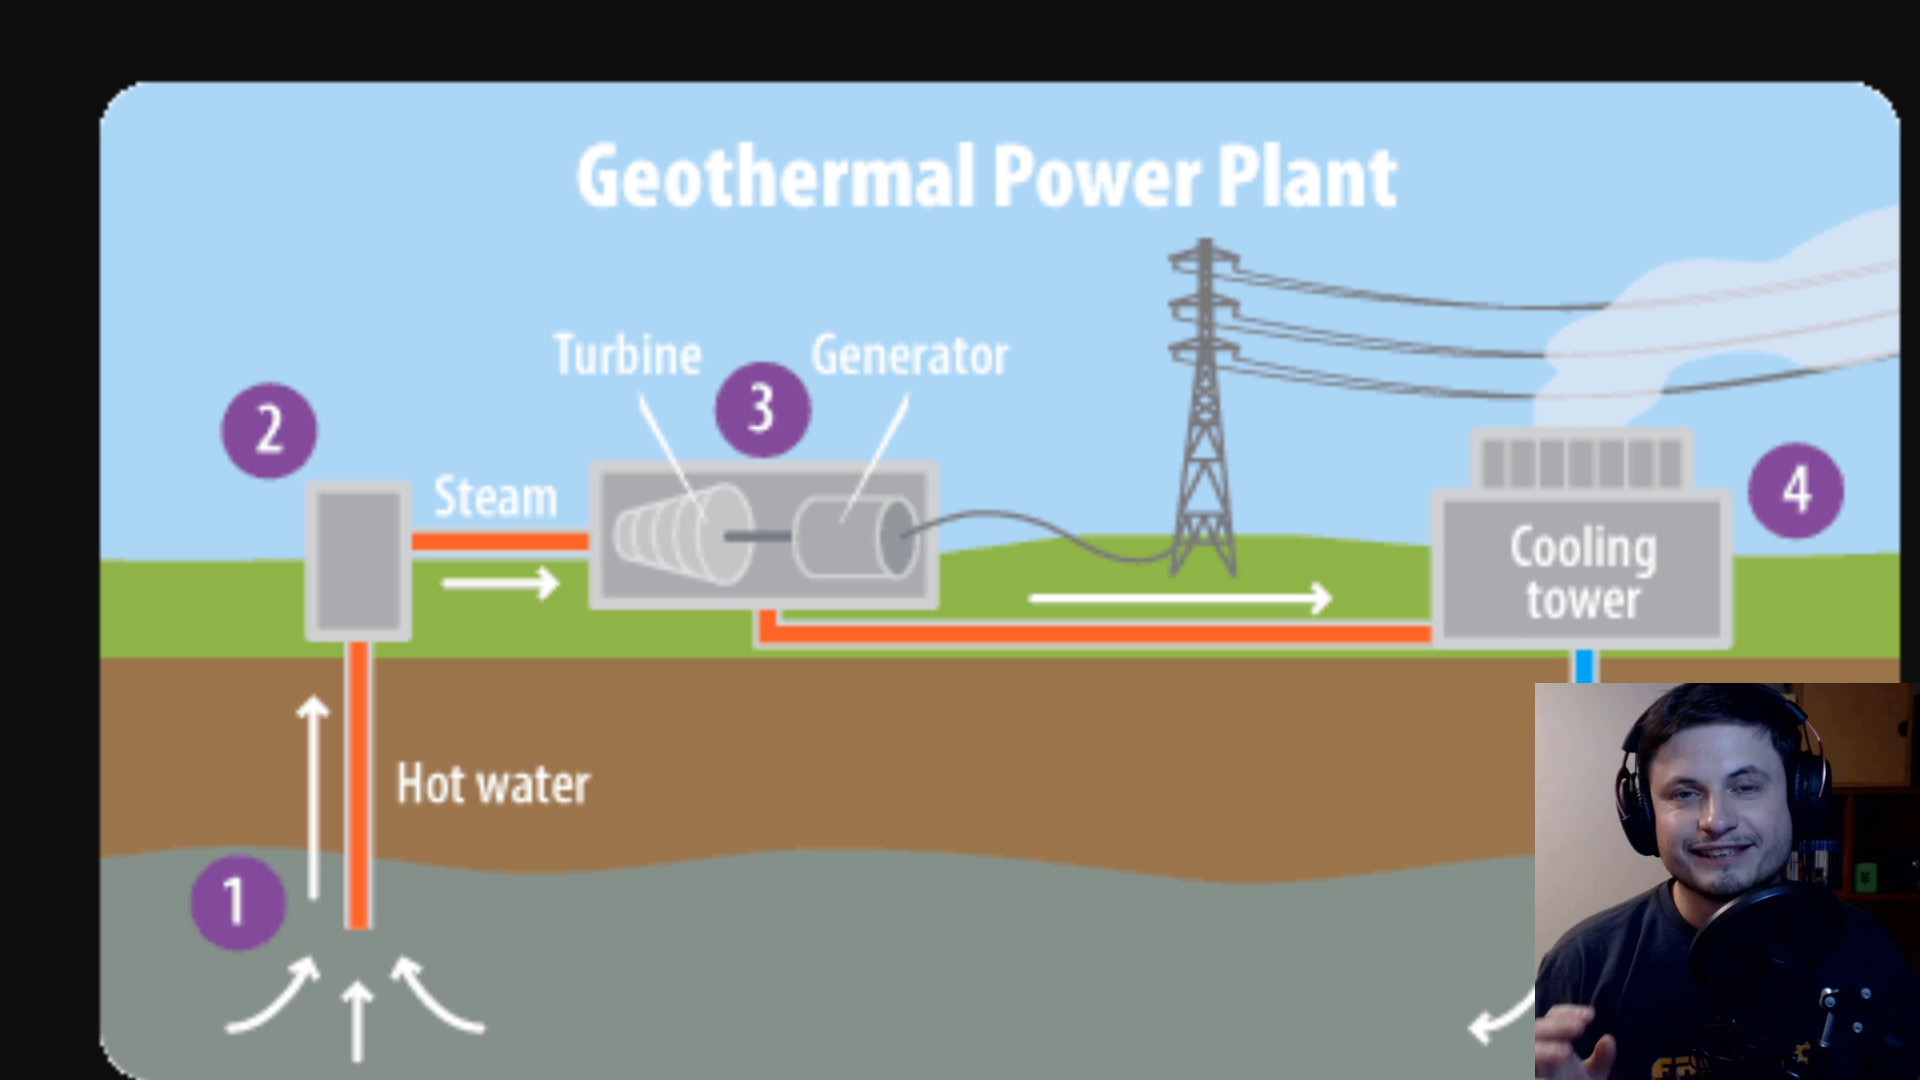 Geothermal Power Plant
Turbine
Generator
3
2
Steam
4
Cooling
tower
Hot water
1